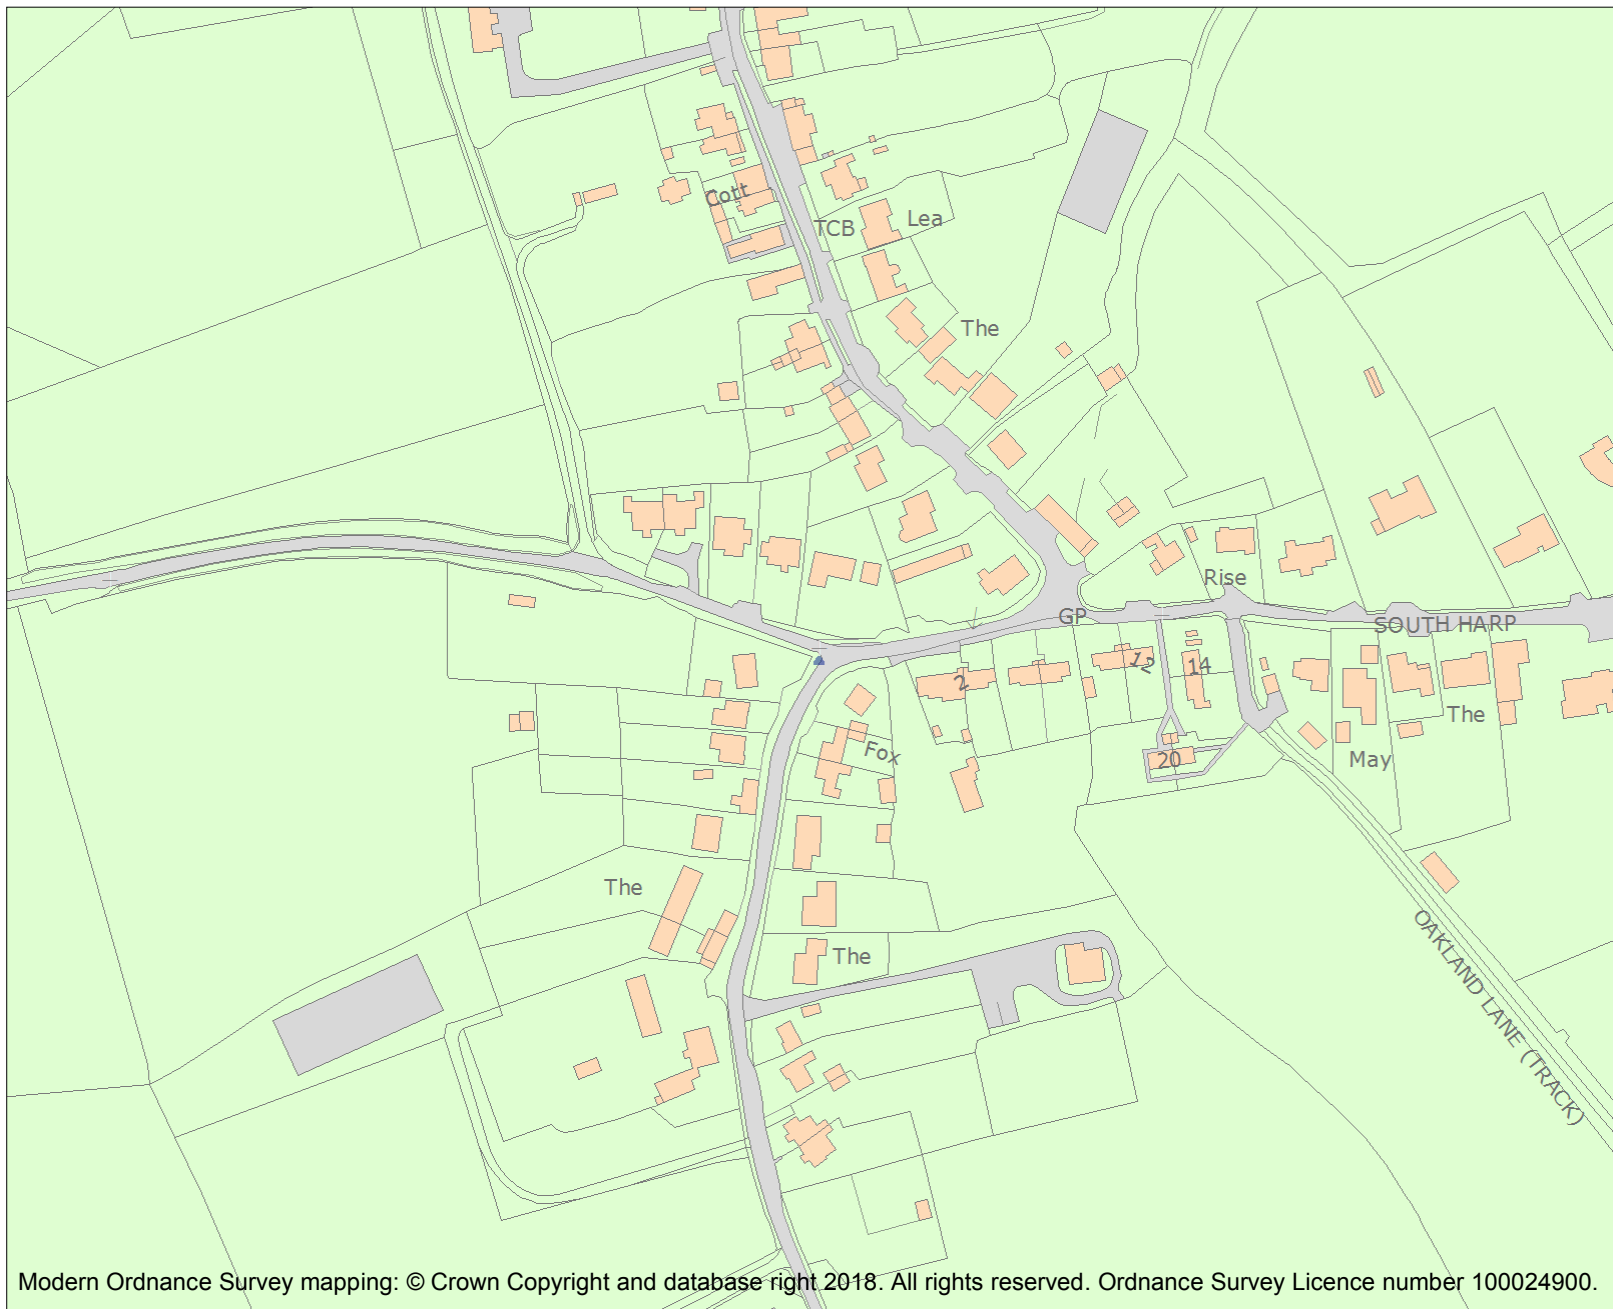 Cott
TCB
Lea
The
Rise
GP
SOUTH HARP
12
14
2
The
Fox
20
May
The
OAKLAND LANE (TRACK)
The
Modern Ordnance Survey mapping: © Crown Copyright and database right 2018. All rights reserved. Ordnance Survey Licence number 100024900.